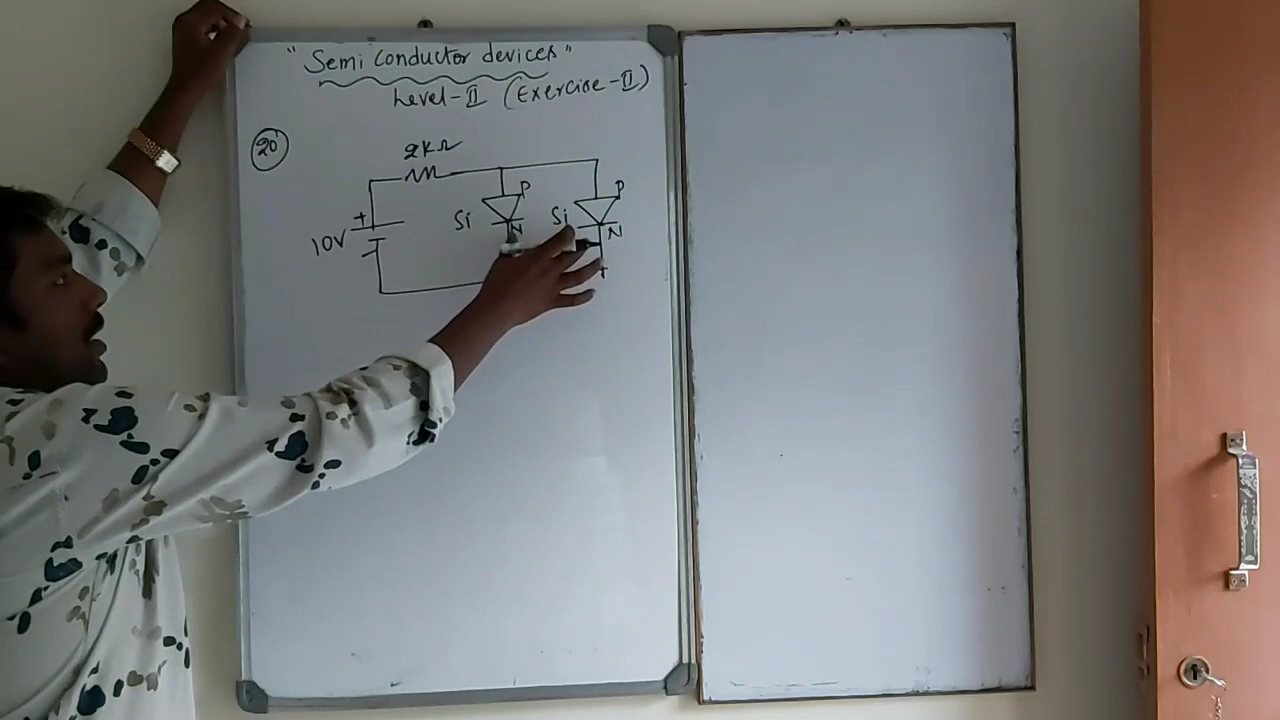 "Semi Conductor devices"
Level-II (Exercise-II)
20
2KΩ
P
P
Si
Si
+
10V
N
N